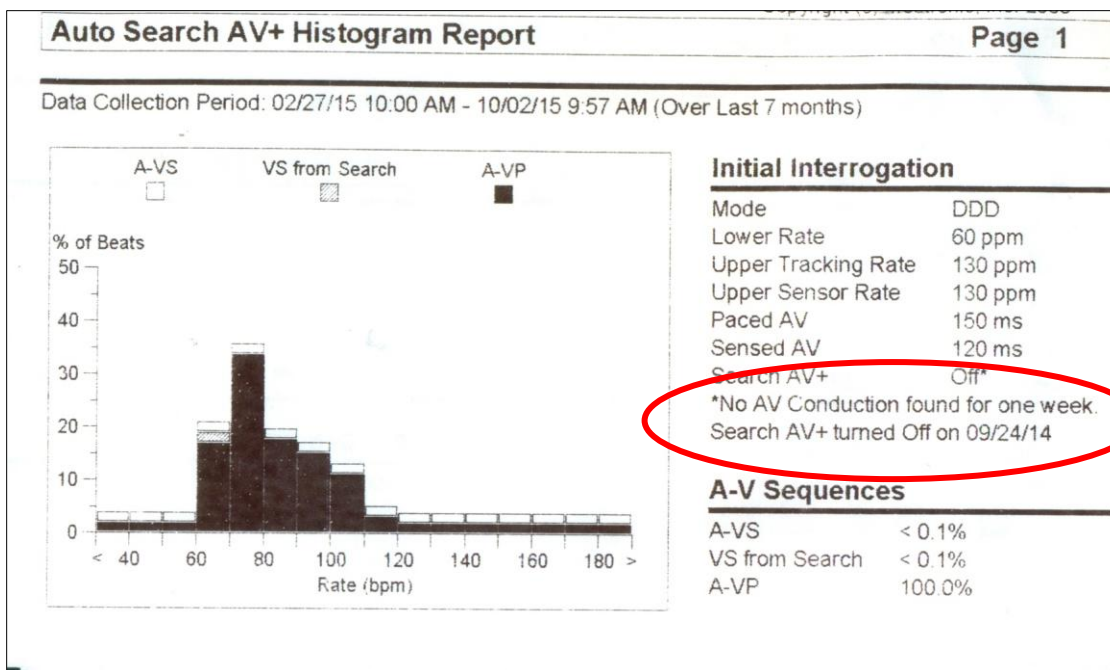 Auto Search AV+ Histogram Report Page 1
Data Collection Period: 02/27/15 10:00 AM - 10/02/15 9:57 AM (Over Last 7 months)
A-VS VS from Search A-VP
% of Beats
50
40
30
20
10
0
< 40 60 80 100 120 140 160 180 >
Rate (bpm)
Initial Interrogation
Mode DDD
Lower Rate 60 ppm
Upper Tracking Rate 130 ppm
Upper Sensor Rate 130 ppm
Paced AV 150 ms
Sensed AV 120 ms
Search AV+ Off*
*No AV Conduction found for one week.
Search AV+ turned Off on 09/24/14
A-V Sequences
A-VS < 0.1%
VS from Search < 0.1%
A-VP 100.0%